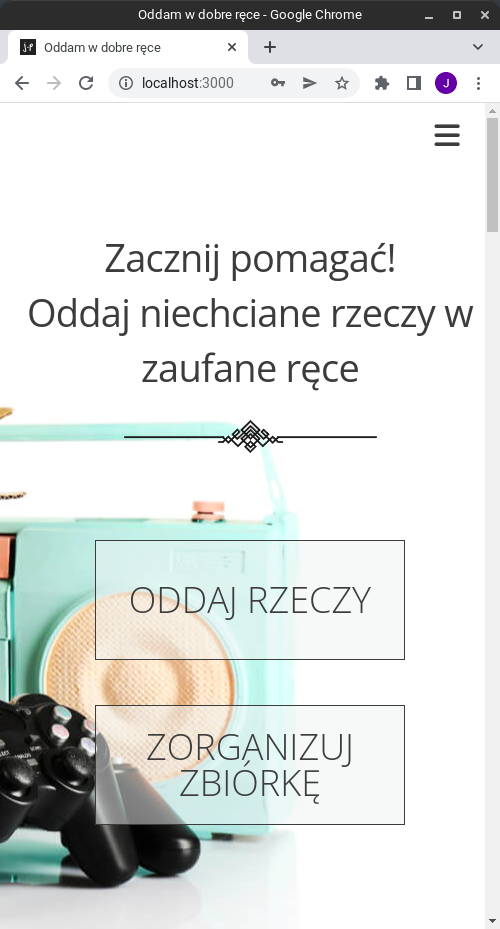 Oddam w dobre ręce - Google Chrome
Oddam w dobre ręce
localhost:3000
J
Zacznij pomagać!
Oddaj niechciane rzeczy w
zaufane ręce
ODDAJ RZECZY
ZORGANIZUJ
ZBIÓRKĘ